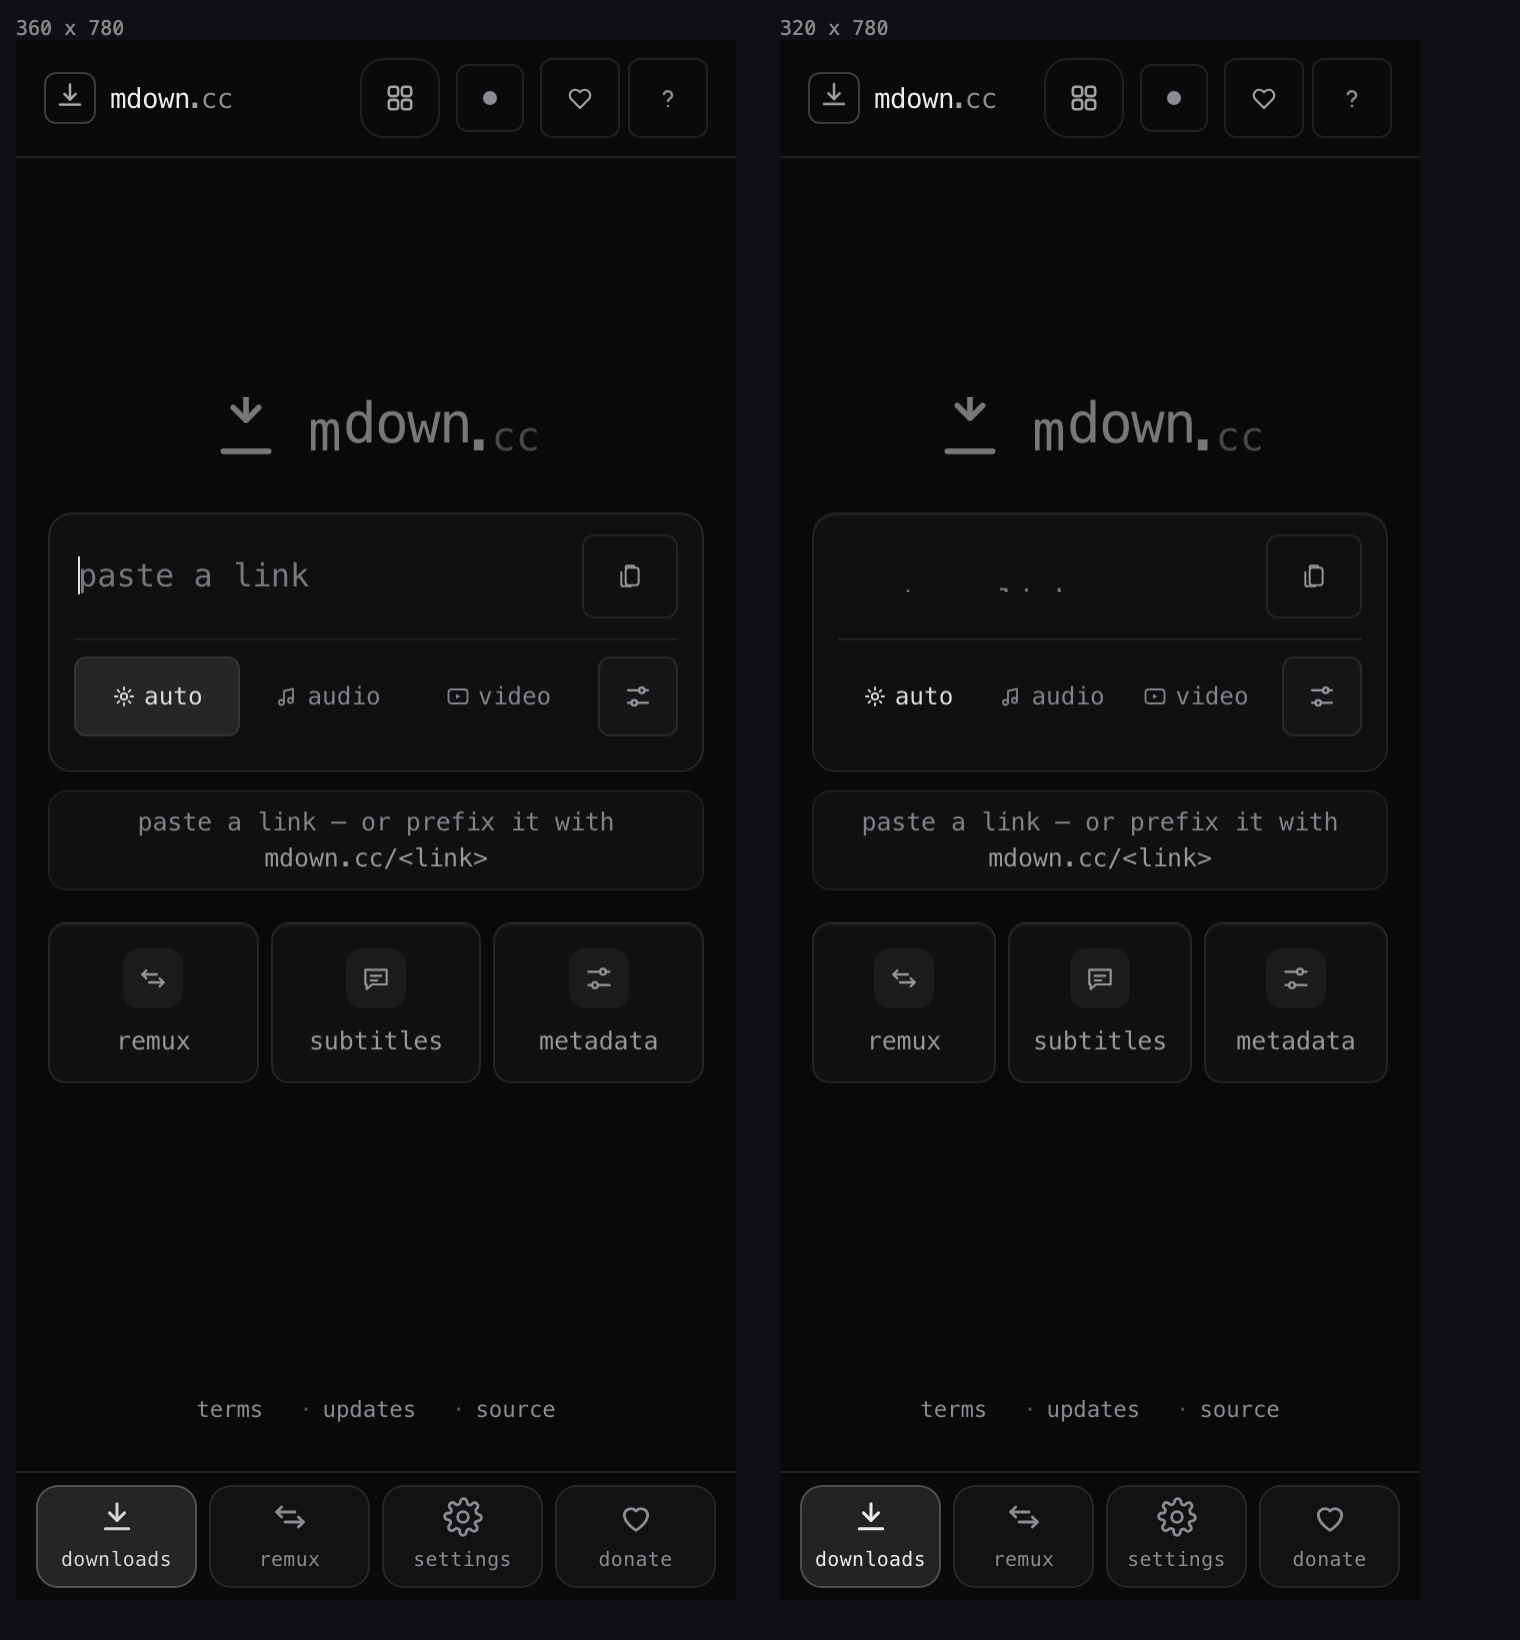 360 x 780
mdown.cc
?
mdown.cc
paste a link
auto audio video
paste a link — or prefix it with
mdown.cc/<link>
remux subtitles metadata
terms · updates · source
downloads remux settings donate
320 x 780
mdown.cc
?
mdown.cc
auto audio video
paste a link — or prefix it with
mdown.cc/<link>
remux subtitles metadata
terms · updates · source
downloads remux settings donate